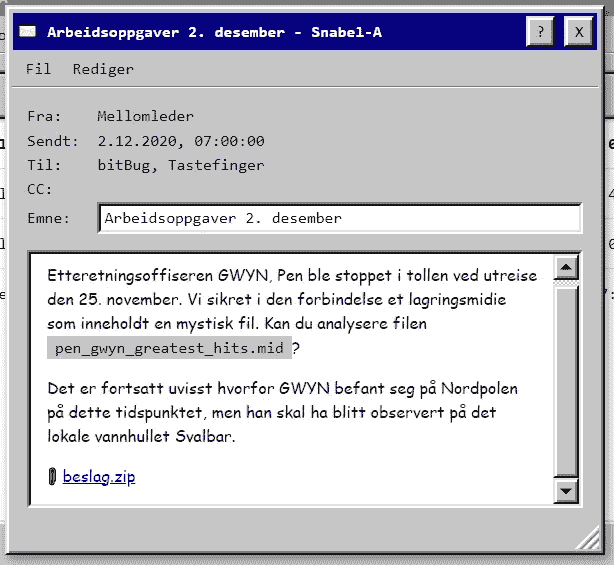 Arbeidsoppgaver 2. desember - Snabel-A
? X
Fil Rediger
Fra: Mellomleder
Sendt: 2.12.2020, 07:00:00
Til: bitBug, Tastefinger
CC:
Emne: Arbeidsoppgaver 2. desember
Etteretningsoffiseren GWYN, Pen ble stoppet i tollen ved utreise
den 25. november. Vi sikret i den forbindelse et lagringsmidie
som inneholdt en mystisk fil. Kan du analysere filen
pen_gwyn_greatest_hits.mid ?
Det er fortsatt uvisst hvorfor GWYN befant seg på Nordpolen
på dette tidspunktet, men han skal ha blitt observert på det
lokale vannhullet Svalbar.
beslag.zip